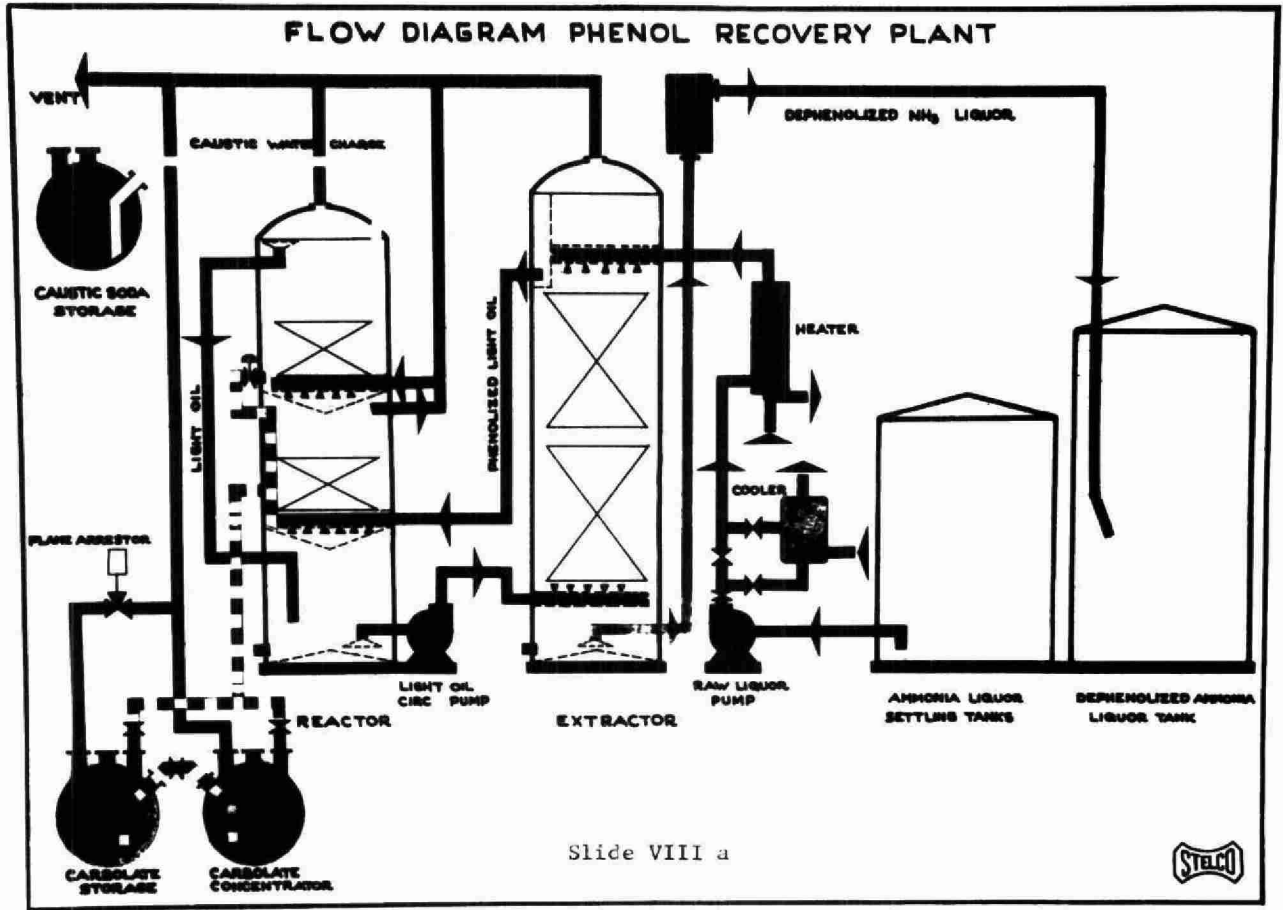 FLOW DIAGRAM PHENOL RECOVERY PLANT
VENT
DEPHENOLIZED NH3 LIQUOR
CAUSTIC WATER CHARGE
CAUSTIC SODA
STORAGE
HEATER
LIGHT OIL
PHENOLIZED LIGHT OIL
COOLER
FLAME ARRESTOR
LIGHT OIL
CIRC PUMP
RAW LIQUOR
PUMP
AMMONIA LIQUOR
SETTLING TANKS
DEPHENOLIZED AMMONIA
LIQUOR TANK
REACTOR
EXTRACTOR
CARBOLATE
STORAGE
CARBOLATE
CONCENTRATOR
Slide VIII a
STELCO